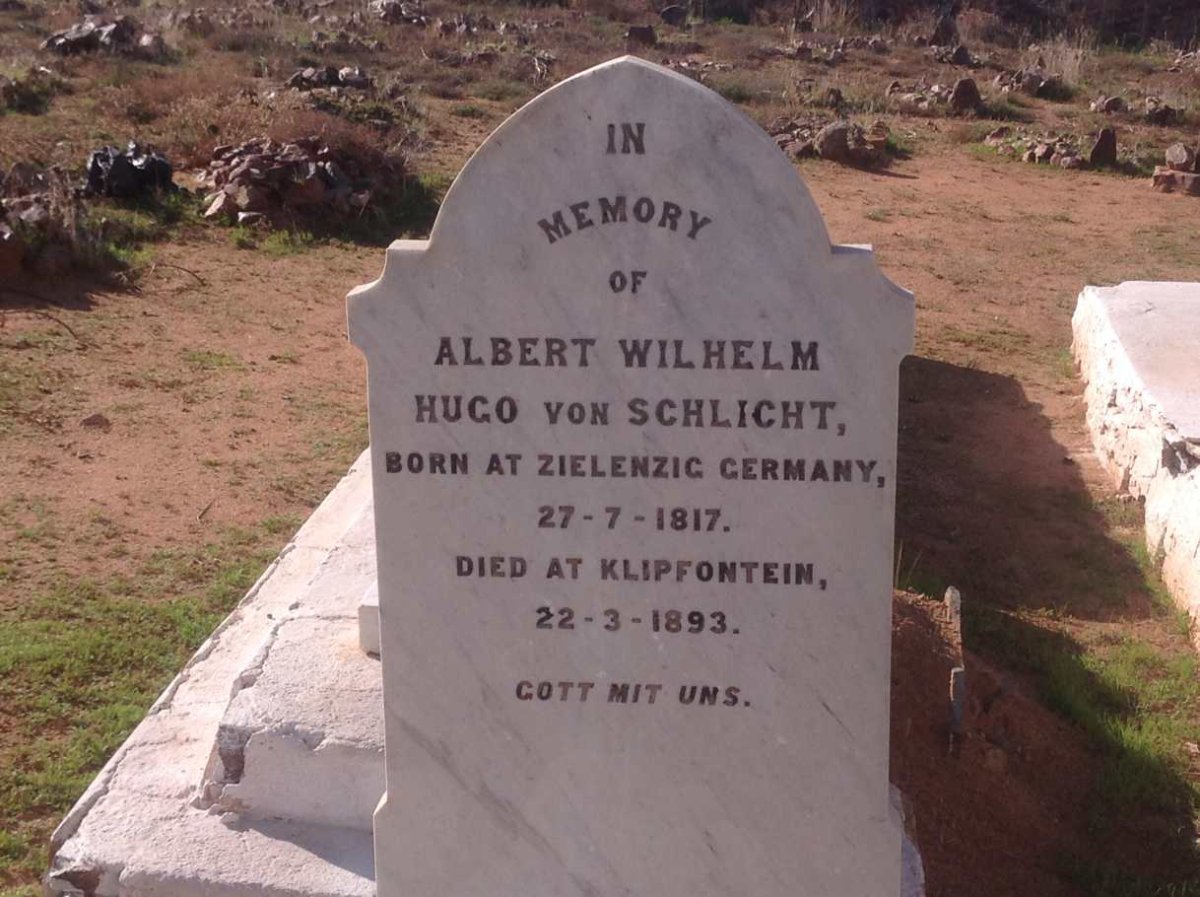 IN
MEMORY
OF
ALBERT WILHELM
HUGO VON SCHLICHT,
BORN AT ZIELENZIG GERMANY,
27-7-1817.
DIED AT KLIPFONTEIN,
22-3-1893.
GOTT MIT UNS.